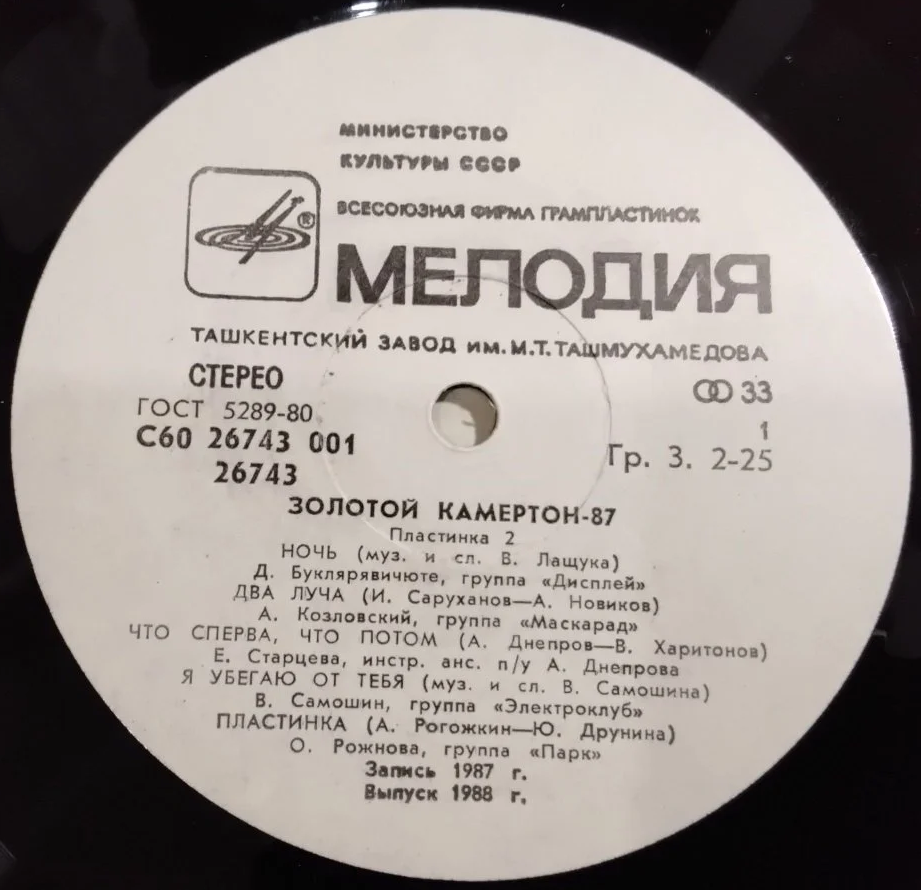 МИНИСТЕРСТВО
КУЛЬТУРЫ СССР
ВСЕСОЮЗНАЯ ФИРМА ГРАМПЛАСТИНОК
®
МЕЛОДИЯ
ТАШКЕНТСКИЙ ЗАВОД ИМ. М.Т. ТАШМУХАМЕДОВА
СТЕРЕО
33
ГОСТ 5289-80
1
С60 26743 001
Гр. 3. 2-25
26743
ЗОЛОТОЙ КАМЕРТОН-87
Пластинка 2
НОЧЬ (муз. и сл. В. Лащука)
Д. Буклярявичюте, группа «Дисплей»
ДВА ЛУЧА (И. Саруханов—А. Новиков)
А. Козловский, группа «Маскарад»
ЧТО СПЕРВА, ЧТО ПОТОМ (А. Днепров—В. Харитонов)
Е. Старцева, инстр. анс. п/у А. Днепрова
Я УБЕГАЮ ОТ ТЕБЯ (муз. и сл. В. Самошина)
В. Самошин, группа «Электроклуб»
ПЛАСТИНКА (А. Рогожкин—Ю. Друнина)
О. Рожнова, группа «Парк»
Запись 1987 г.
Выпуск 1988 г.